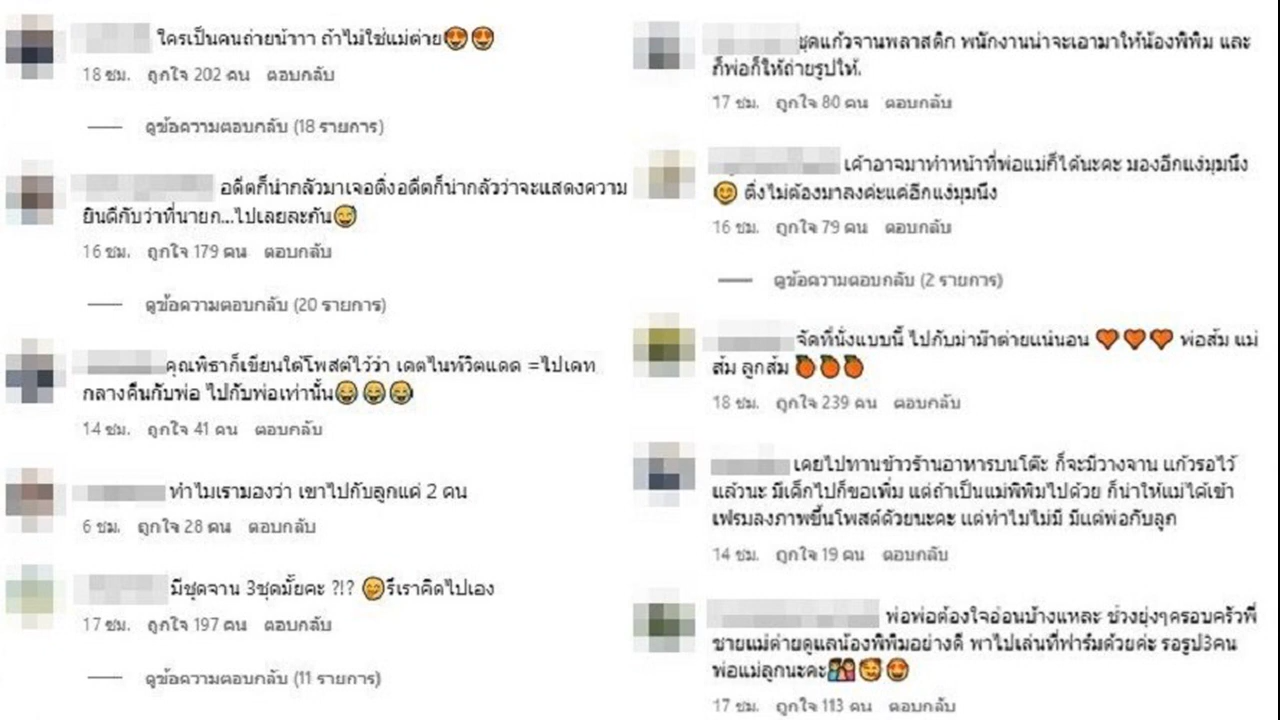 ใครเป็นคนถ่ายน้าาา ถ้าไม่ใช่แม่ต่าย😍😍
18 ชม. ถูกใจ 202 คน ตอบกลับ
ดูข้อความตอบกลับ (18 รายการ)
อดีตก็น่ากลัวมาเจอติ่งอดีตก็น่ากลัวว่าจะแสดงความ
ยินดีกับว่าที่นายก...ไปเลยละกัน😅
16 ชม. ถูกใจ 179 คน ตอบกลับ
ดูข้อความตอบกลับ (20 รายการ)
คุณพิธาก็เขียนใต้โพสต์ไว้ว่า เดตไนท์วิตแดด =ไปเดท
กลางคืนกับพ่อ ไปกับพ่อเท่านั้น😂😂😂
14 ชม. ถูกใจ 41 คน ตอบกลับ
ทำไมเรามองว่า เขาไปกับลูกแค่ 2 คน
6 ชม. ถูกใจ 28 คน ตอบกลับ
มีชุดจาน 3ชุดมั้ยคะ ?!? 🤭รึเราคิดไปเอง
17 ชม. ถูกใจ 197 คน ตอบกลับ
ดูข้อความตอบกลับ (11 รายการ)
ชุดแก้วจานพลาสติก พนักงานน่าจะเอามาให้น้องพิพิม และ
ก็พ่อก็ให้ถ่ายรูปให้.
17 ชม. ถูกใจ 80 คน ตอบกลับ
เค้าอาจมาทำหน้าที่พ่อแม่ก็ได้นะคะ มองอีกแง่มุมนึง
😊 ติ่งไม่ต้องมาลงค่ะแค่อีกแง่มุมนึง
16 ชม. ถูกใจ 79 คน ตอบกลับ
ดูข้อความตอบกลับ (2 รายการ)
จัดที่นั่งแบบนี้ ไปกับม่าม๊าต่ายแน่นอน 🧡🧡🧡 พ่อส้ม แม่
ส้ม ลูกส้ม 🍊🍊🍊
18 ชม. ถูกใจ 239 คน ตอบกลับ
เคยไปทานข้าวร้านอาหารบนโต๊ะ ก็จะมีวางจาน แก้วรอไว้
แล้วนะ มีเด็กไปก็ขอเพิ่ม แต่ถ้าเป็นแม่พิพิมไปด้วย ก็น่าให้แม่ได้เข้า
เฟรมลงภาพขึ้นโพสต์ด้วยนะคะ แต่ทำไมไม่มี มีแต่พ่อกับลูก
14 ชม. ถูกใจ 19 คน ตอบกลับ
พ่อพ่อต้องใจอ่อนบ้างแหละ ช่วงยุ่งๆครอบครัวพี่
ชายแม่ต่ายดูแลน้องพิพิมอย่างดี พาไปเล่นที่ฟาร์มด้วยค่ะ รอรูป3คน
พ่อแม่ลูกนะคะ👨‍👩‍👧🥰😍
17 ชม. ถูกใจ 113 คน ตอบกลับ